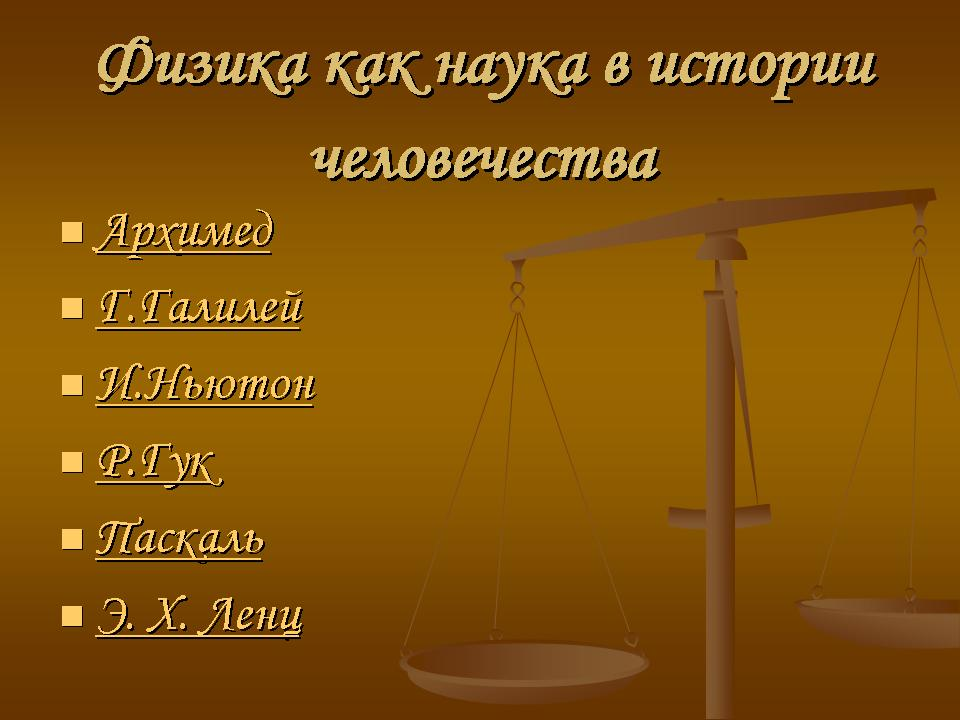 Физика как наука в истории
человечества
Архимед
Г.Галилей
И.Ньютон
Р.Гук
Паскаль
Э. Х. Ленц